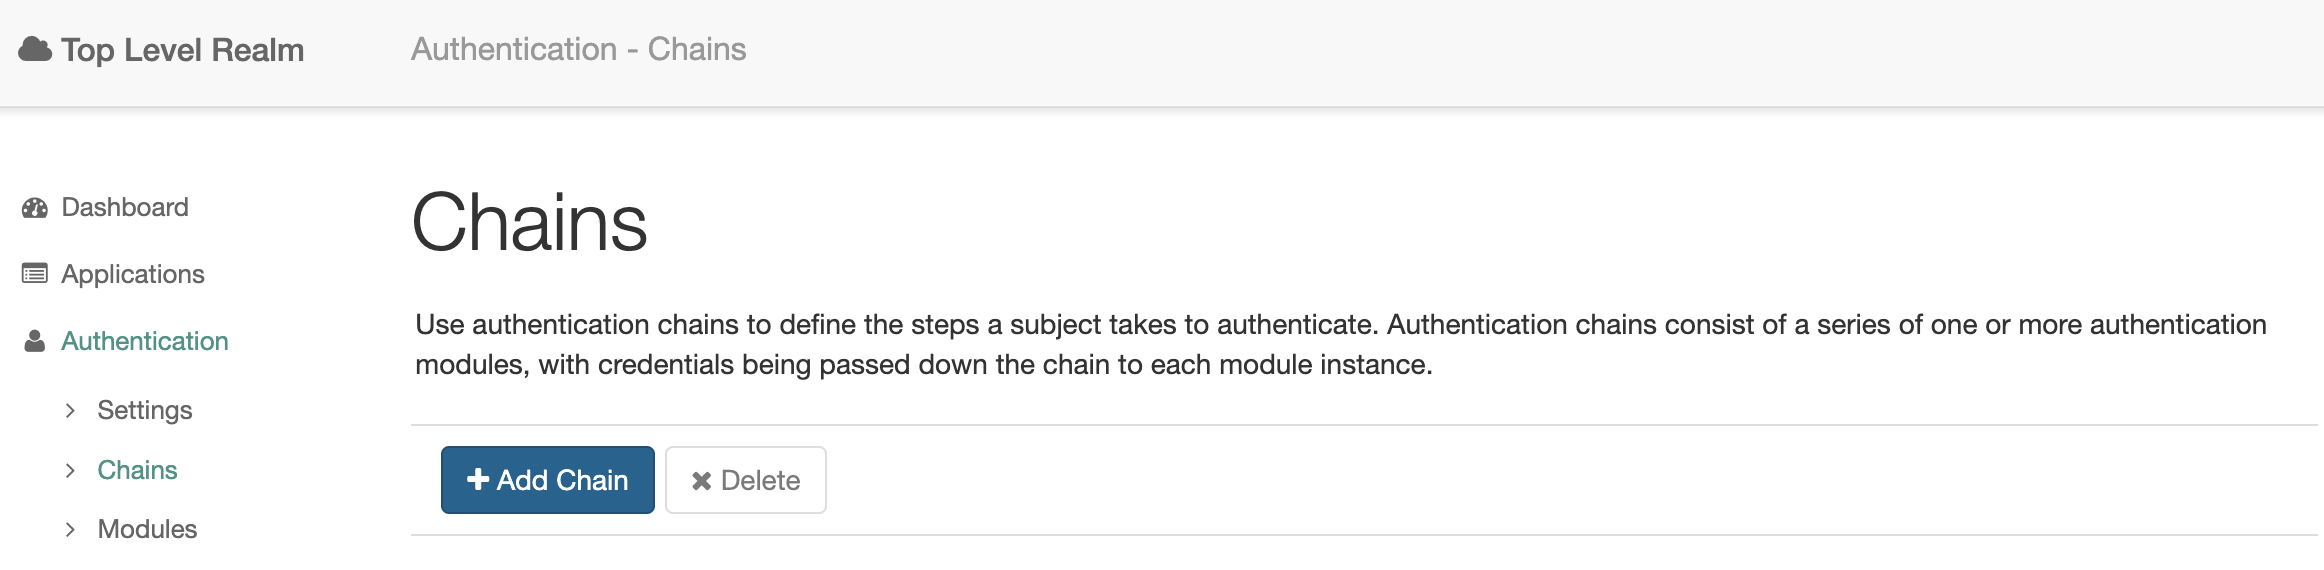 Top Level Realm
Authentication - Chains
Dashboard
Applications
Authentication
Settings
Chains
Modules
Chains
Use authentication chains to define the steps a subject takes to authenticate. Authentication chains consist of a series of one or more authentication
modules, with credentials being passed down the chain to each module instance.
Add Chain
Delete